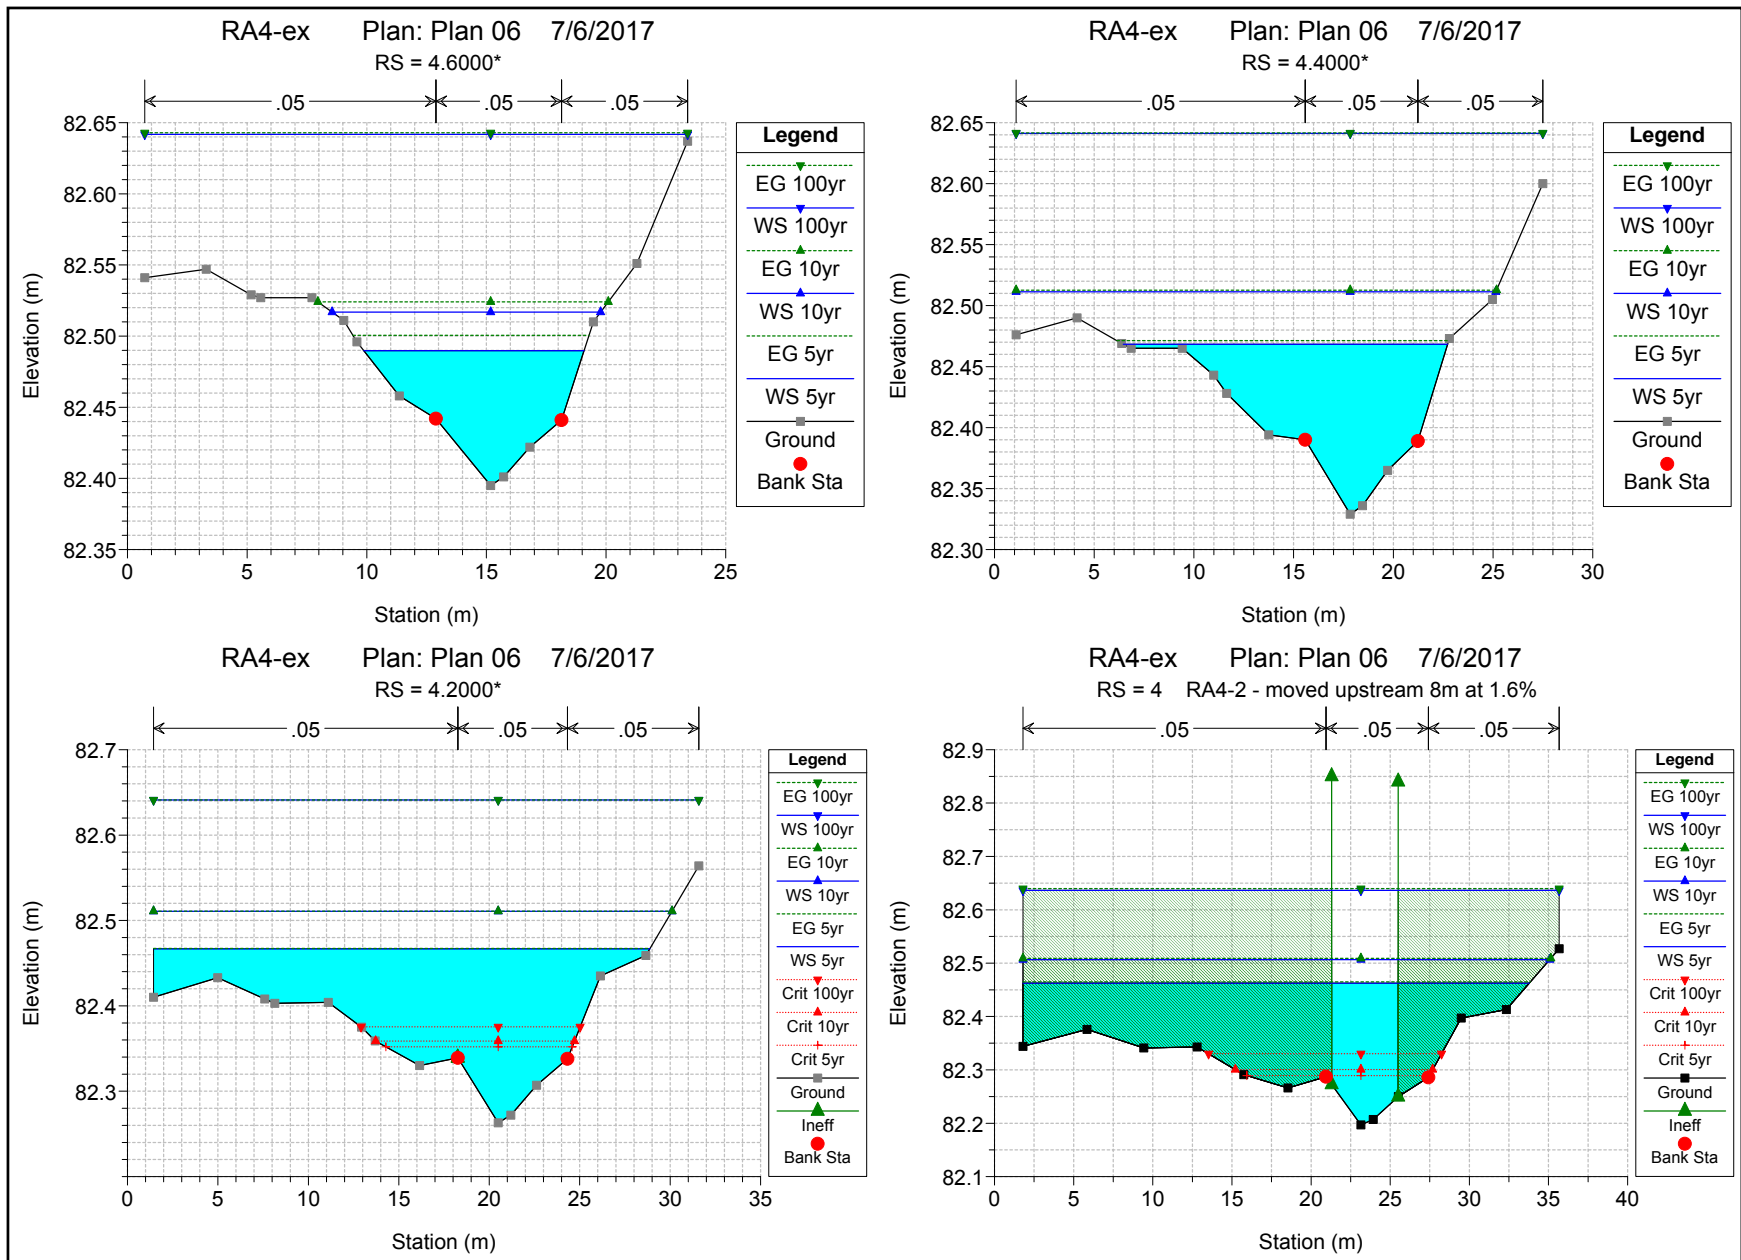 RA4-ex Plan: Plan 06 7/6/2017
RS = 4.6000*
.05 .05 .05
82.65
82.60
82.55
82.50
82.45
82.40
82.35
Elevation (m)
0 5 10 15 20 25
Station (m)
Legend
EG 100yr
WS 100yr
EG 10yr
WS 10yr
EG 5yr
WS 5yr
Ground
Bank Sta
RA4-ex Plan: Plan 06 7/6/2017
RS = 4.4000*
.05 .05 .05
82.65
82.60
82.55
82.50
82.45
82.40
82.35
82.30
Elevation (m)
0 5 10 15 20 25 30
Station (m)
Legend
EG 100yr
WS 100yr
EG 10yr
WS 10yr
EG 5yr
WS 5yr
Ground
Bank Sta
RA4-ex Plan: Plan 06 7/6/2017
RS = 4.2000*
.05 .05 .05
82.7
82.6
82.5
82.4
82.3
Elevation (m)
0 5 10 15 20 25 30 35
Station (m)
Legend
EG 100yr
WS 100yr
EG 10yr
WS 10yr
EG 5yr
WS 5yr
Crit 100yr
Crit 10yr
Crit 5yr
Ground
Ineff
Bank Sta
RA4-ex Plan: Plan 06 7/6/2017
RS = 4 RA4-2 - moved upstream 8m at 1.6%
.05 .05 .05
82.9
82.8
82.7
82.6
82.5
82.4
82.3
82.2
82.1
Elevation (m)
0 5 10 15 20 25 30 35 40
Station (m)
Legend
EG 100yr
WS 100yr
EG 10yr
WS 10yr
EG 5yr
WS 5yr
Crit 100yr
Crit 10yr
Crit 5yr
Ground
Ineff
Bank Sta